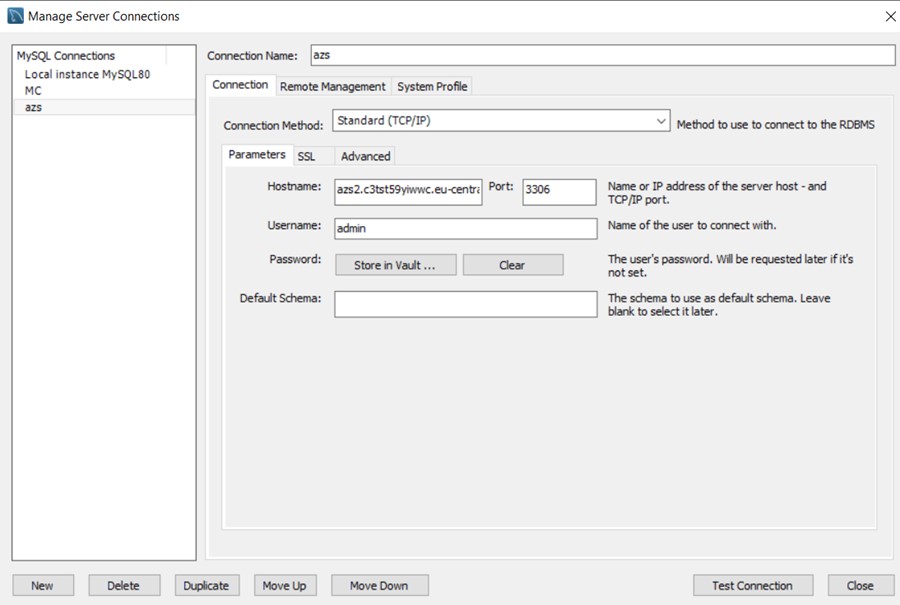 Manage Server Connections
MySQL Connections
Local instance MySQL80
MC
azs
Connection Name: azs
Connection Remote Management System Profile
Connection Method: Standard (TCP/IP) Method to use to connect to the RDBMS
Parameters SSL Advanced
Hostname: azs2.c3tst59yiwwc.eu-centra Port: 3306 Name or IP address of the server host - and
TCP/IP port.
Username: admin Name of the user to connect with.
Password: Store in Vault ... Clear The user's password. Will be requested later if it's
not set.
Default Schema: The schema to use as default schema. Leave
blank to select it later.
New Delete Duplicate Move Up Move Down Test Connection Close